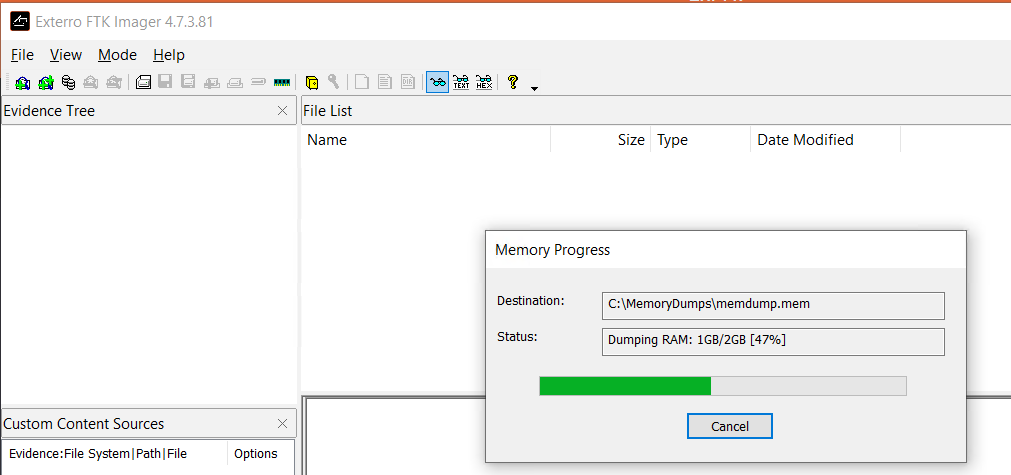 Exterro FTK Imager 4.7.3.81
File View Mode Help
TEXT HEX
Evidence Tree
File List
Name Size Type Date Modified
Memory Progress
Destination: C:\MemoryDumps\memdump.mem
Status: Dumping RAM: 1GB/2GB [47%]
Cancel
Custom Content Sources
Evidence:File System|Path|File Options